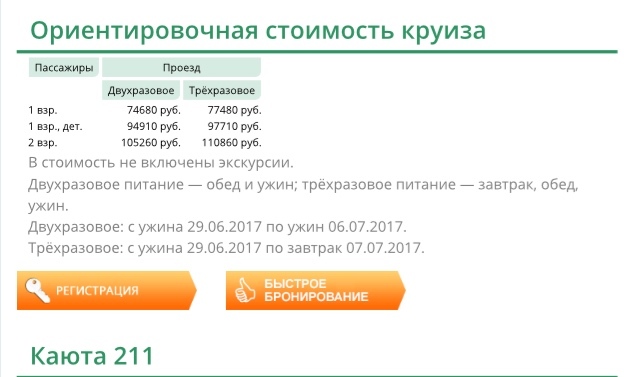 Ориентировочная стоимость круиза
Пассажиры Проезд
Двухразовое Трёхразовое
1 взр. 74680 руб. 77480 руб.
1 взр., дет. 94910 руб. 97710 руб.
2 взр. 105260 руб. 110860 руб.
В стоимость не включены экскурсии.
Двухразовое питание — обед и ужин; трёхразовое питание — завтрак, обед,
ужин.
Двухразовое: с ужина 29.06.2017 по ужин 06.07.2017.
Трёхразовое: с ужина 29.06.2017 по завтрак 07.07.2017.
РЕГИСТРАЦИЯ
БЫСТРОЕ
БРОНИРОВАНИЕ
Каюта 211